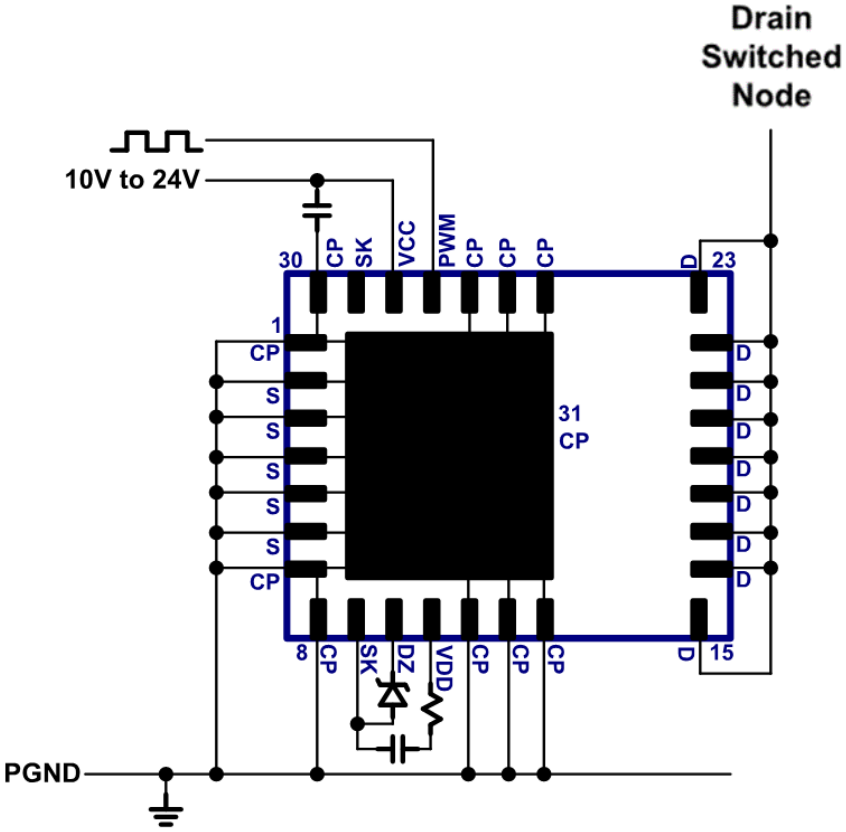 Drain
Switched
Node
10V to 24V
30
CP
SK
VCC
PWM
CP
CP
CP
D
23
1
CP
S
S
S
S
S
CP
31
CP
D
D
D
D
D
D
D
8
CP
SK
DZ
VDD
CP
CP
CP
D
15
PGND